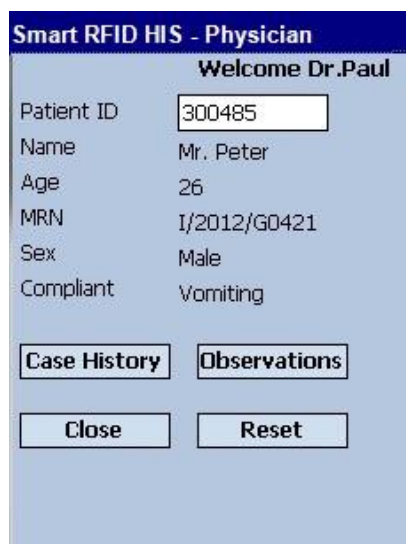 Smart RFID HIS - Physician
Welcome Dr.Paul
Patient ID 300485
Name Mr. Peter
Age 26
MRN I/2012/G0421
Sex Male
Compliant Vomiting
Case History Observations
Close Reset